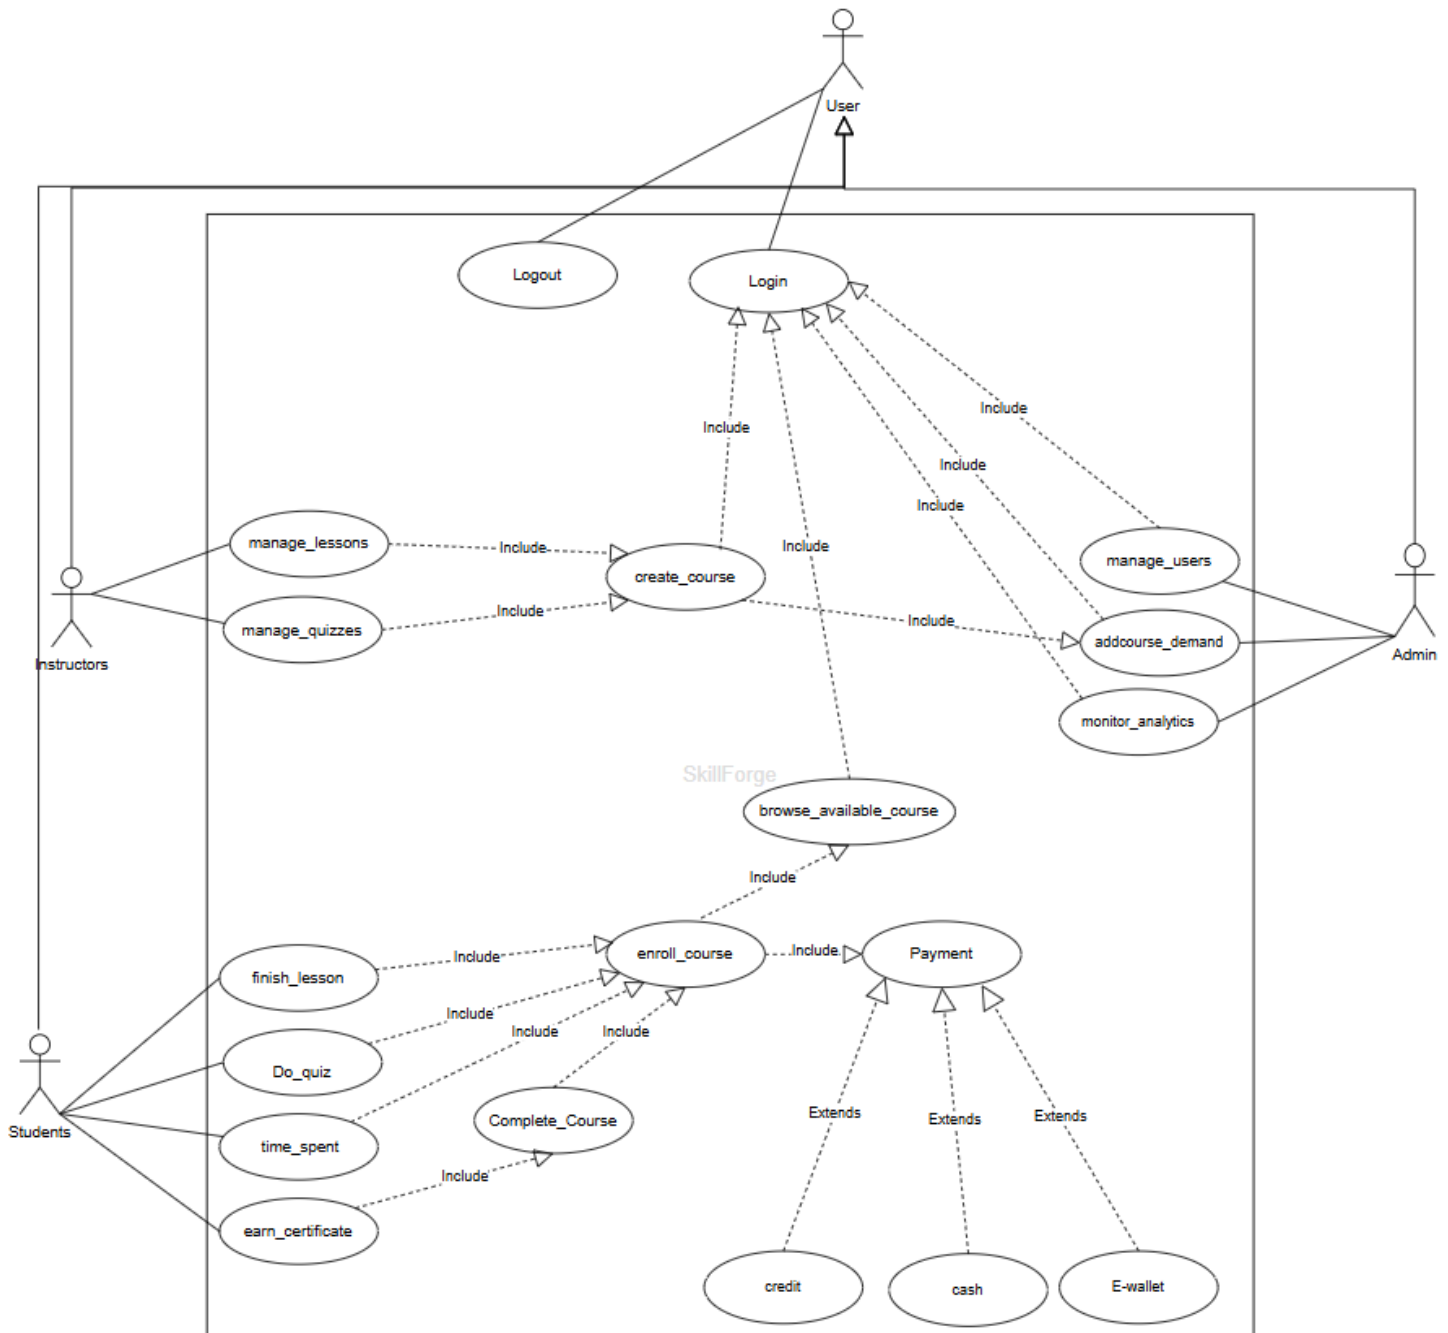 User
Logout
Login
Include
Include
Include
Include
Include
manage_lessons
Include
create_course
manage_users
manage_quizzes
Include
Include
addcourse_demand
Instructors
Admin
monitor_analytics
SkillForge
browse_available_course
Include
finish_lesson
Include
enroll_course
Include
Payment
Include
Include
Include
Do_quiz
Complete_Course
Extends
Extends
Extends
Students
time_spent
Include
earn_certificate
credit
cash
E-wallet